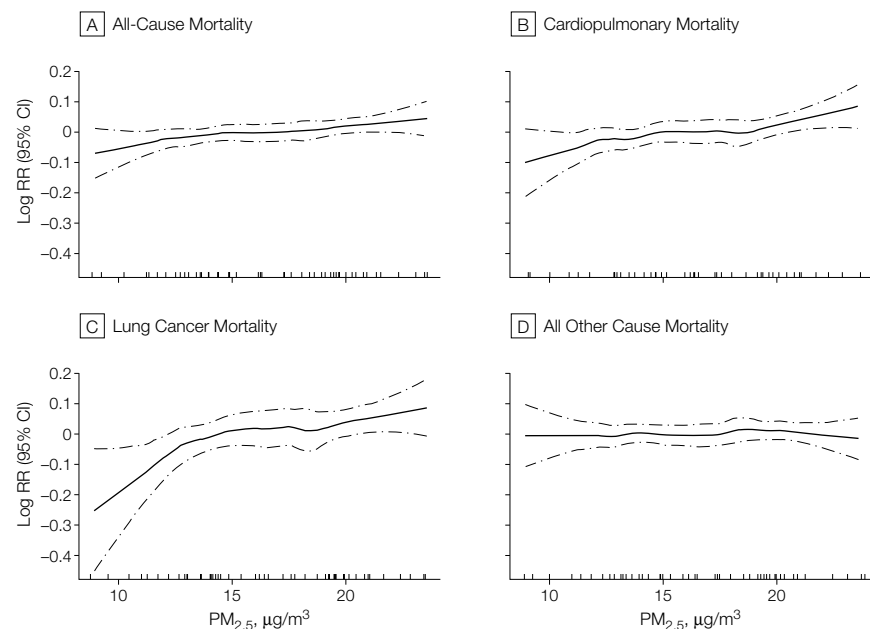 A All-Cause Mortality
B Cardiopulmonary Mortality
0.2
0.1
0
−0.1
−0.2
−0.3
−0.4
Log RR (95% CI)
C Lung Cancer Mortality
D All Other Cause Mortality
0.2
0.1
0
−0.1
−0.2
−0.3
−0.4
Log RR (95% CI)
10 15 20
10 15 20
PM2.5, μg/m³
PM2.5, μg/m³